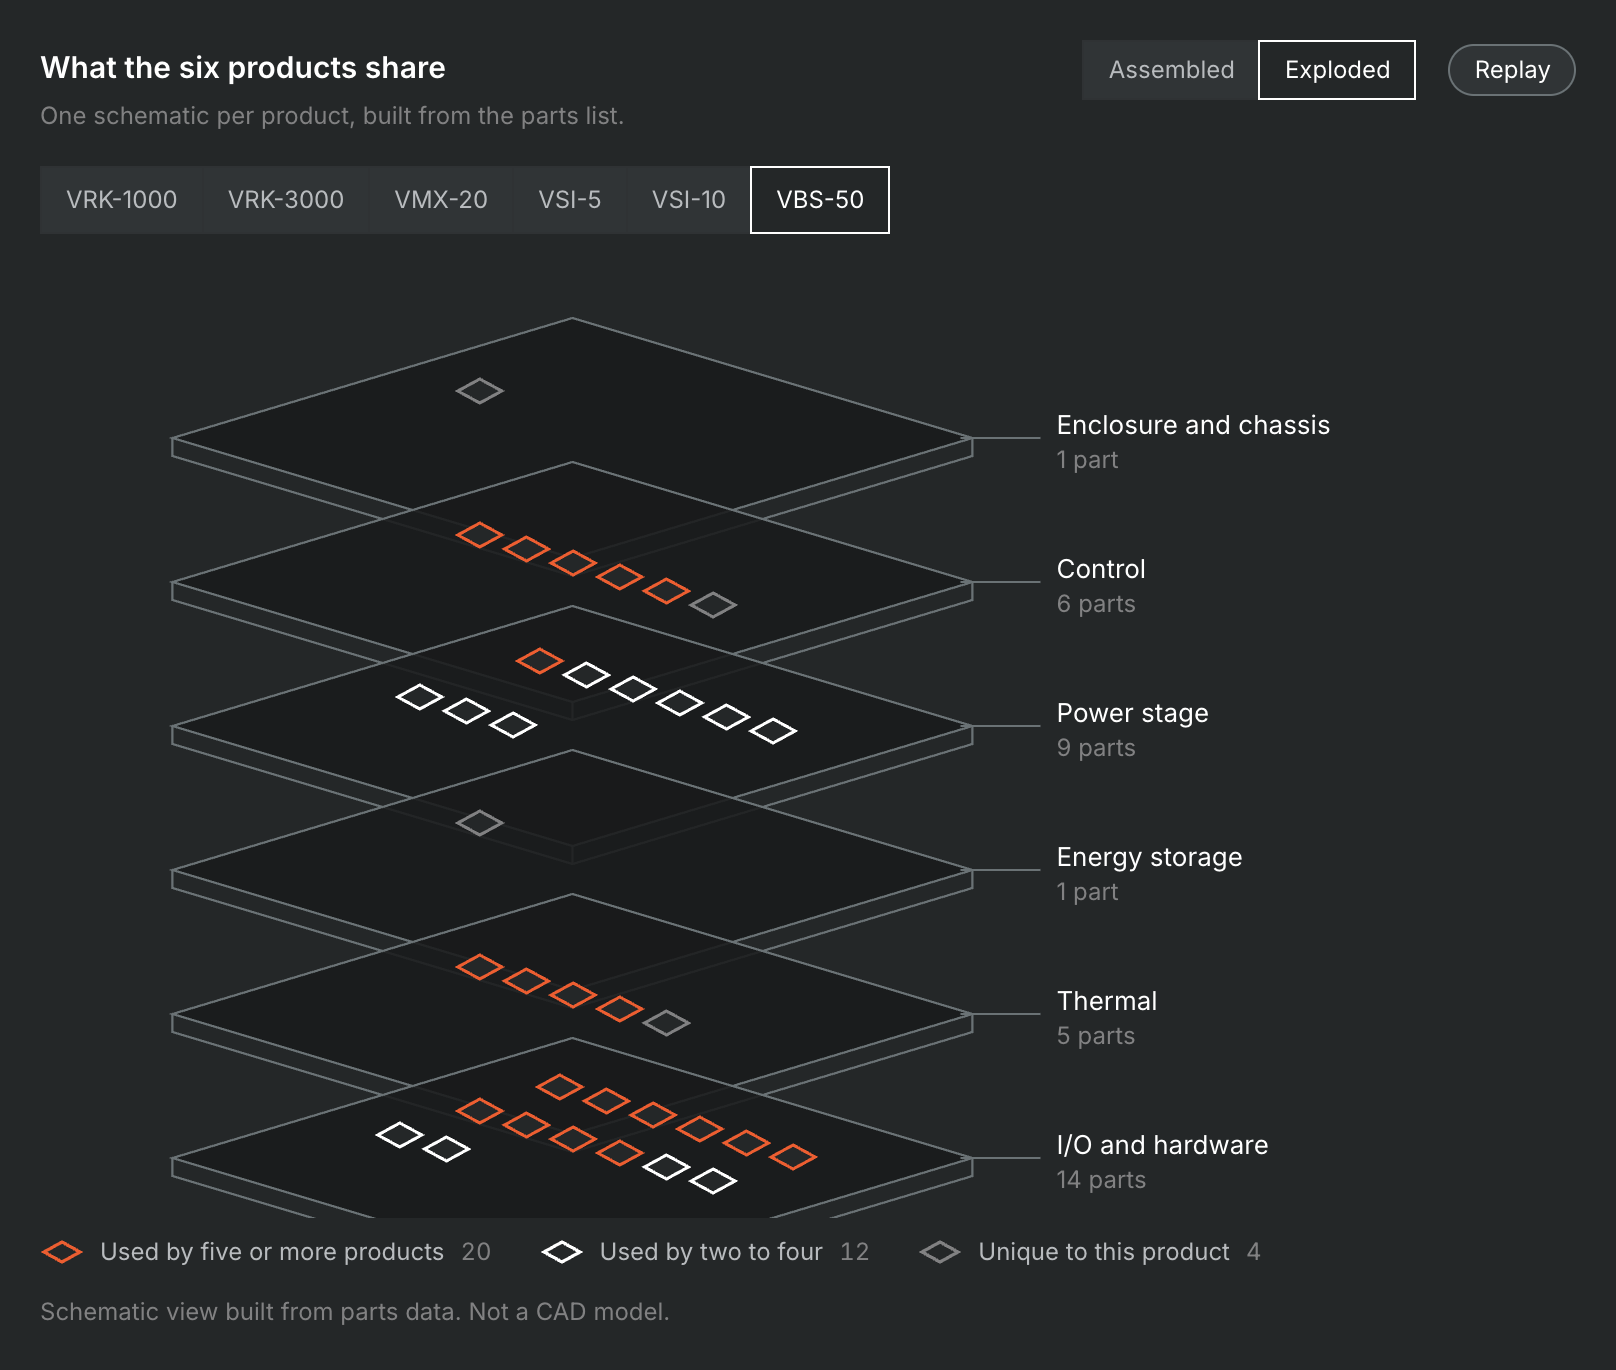 What the six products share
Assembled
Exploded
Replay
One schematic per product, built from the parts list.
VRK-1000
VRK-3000
VMX-20
VSI-5
VSI-10
VBS-50
Enclosure and chassis
1 part
Control
6 parts
Power stage
9 parts
Energy storage
1 part
Thermal
5 parts
I/O and hardware
14 parts
Used by five or more products 20
Used by two to four 12
Unique to this product 4
Schematic view built from parts data. Not a CAD model.